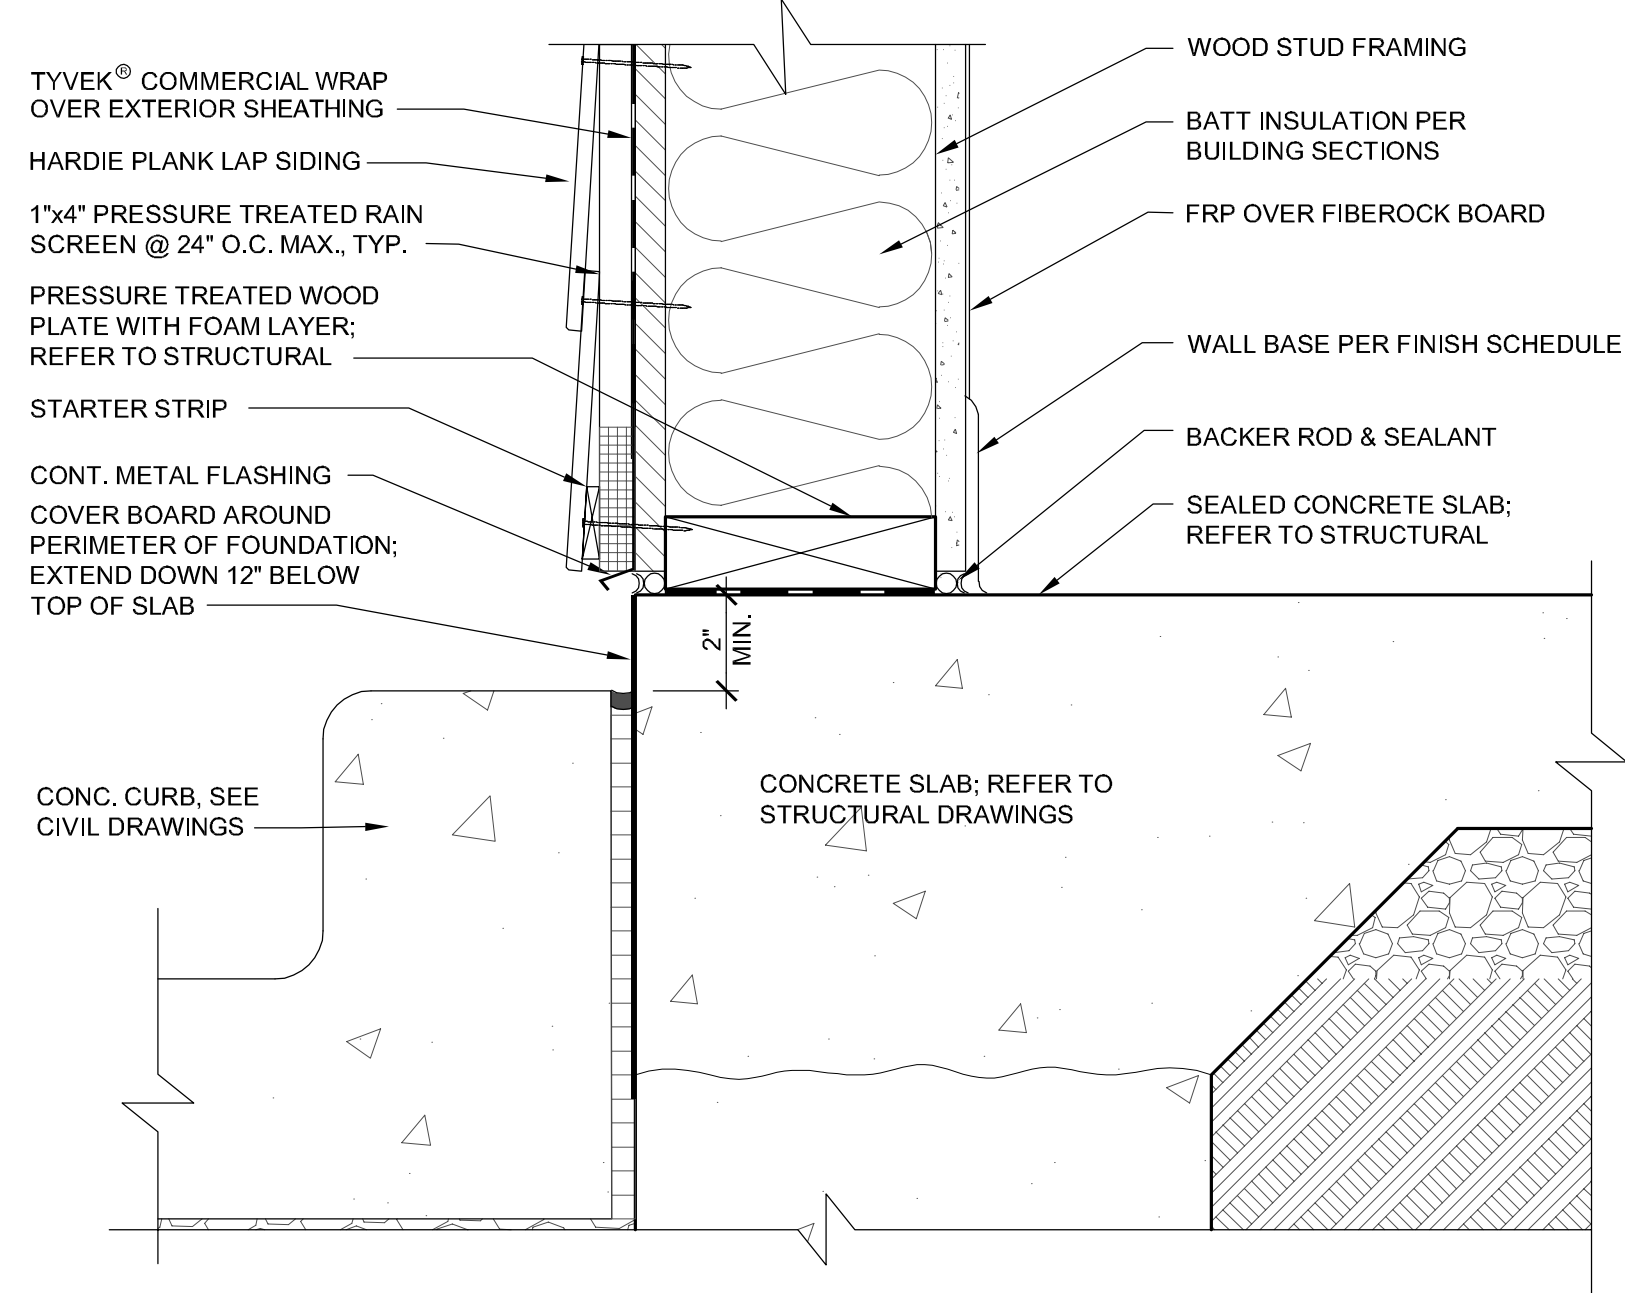 TYVEK® COMMERCIAL WRAP
OVER EXTERIOR SHEATHING
HARDIE PLANK LAP SIDING
1"x4" PRESSURE TREATED RAIN
SCREEN @ 24" O.C. MAX., TYP.
PRESSURE TREATED WOOD
PLATE WITH FOAM LAYER;
REFER TO STRUCTURAL
STARTER STRIP
CONT. METAL FLASHING
COVER BOARD AROUND
PERIMETER OF FOUNDATION;
EXTEND DOWN 12" BELOW
TOP OF SLAB
CONC. CURB, SEE
CIVIL DRAWINGS
WOOD STUD FRAMING
BATT INSULATION PER
BUILDING SECTIONS
FRP OVER FIBEROCK BOARD
WALL BASE PER FINISH SCHEDULE
BACKER ROD & SEALANT
SEALED CONCRETE SLAB;
REFER TO STRUCTURAL
2"
MIN.
CONCRETE SLAB; REFER TO
STRUCTURAL DRAWINGS